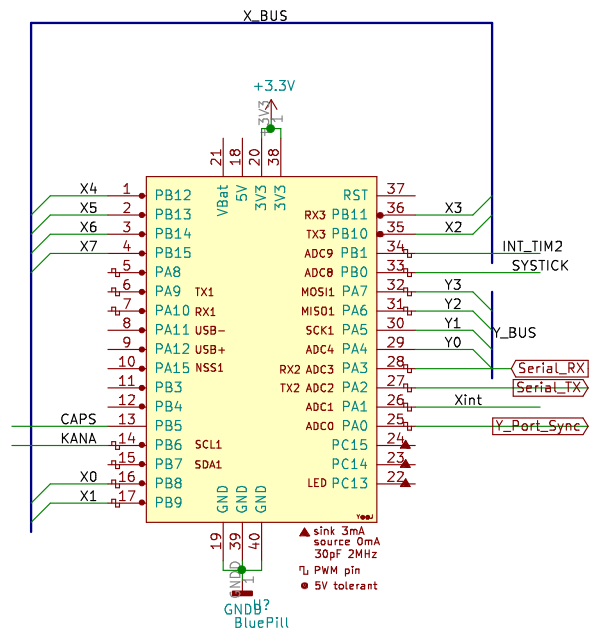 X_BUS
+3.3V
3V3
1
21
18
20
38
VBat
5V
3V3
3V3
X4 1 PB12
X5 2 PB13
X6 3 PB14
X7 4 PB15
5 PA8
6 PA9 TX1
7 PA10 RX1
8 PA11 USB-
9 PA12 USB+
10 PA15 NSS1
11 PB3
12 PB4
CAPS 13 PB5
KANA 14 PB6 SCL1
15 PB7 SDA1
X0 16 PB8
X1 17 PB9
RST 37
RX3 PB11 36 X3
TX3 PB10 35 X2
ADC9 PB1 34 INT_TIM2
ADC8 PB0 33 SYSTICK
MOSI1 PA7 32 Y3
MISO1 PA6 31 Y2
SCK1 PA5 30 Y1
Y_BUS
ADC4 PA4 29 Y0
RX2 ADC3 PA3 28 Serial_RX
TX2 ADC2 PA2 27 Serial_TX
ADC1 PA1 26 Xint
ADC0 PA0 25 Y_Port_Sync
PC15 24
PC14 23
LED PC13 22
GND
GND
GND
19
39
40
sink 3mA
source 0mA
30pF 2MHz
PWM pin
5V tolerant
GNDD
1
GNDD
U?
BluePill